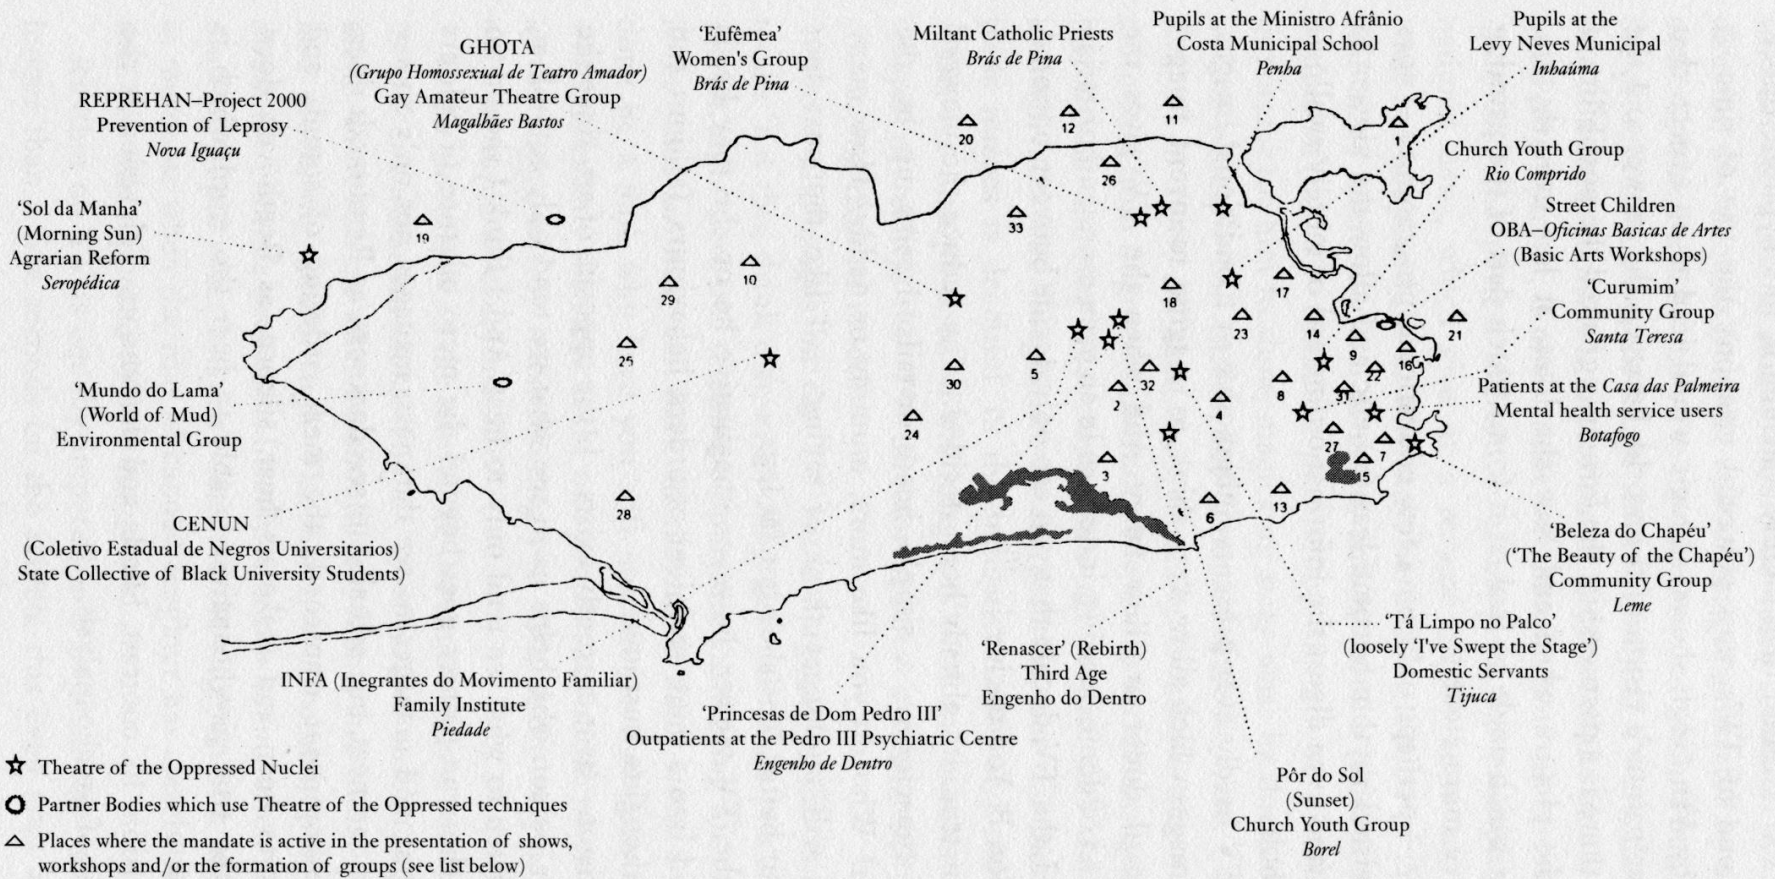 GHOTA
(Grupo Homossexual de Teatro Amador)
Gay Amateur Theatre Group
Magalhães Bastos
'Eufêmea'
Women's Group
Brás de Pina
Miltant Catholic Priests
Brás de Pina
Pupils at the Ministro Afrânio
Costa Municipal School
Penha
Pupils at the
Levy Neves Municipal
Inhaúma
REPREHAN–Project 2000
Prevention of Leprosy
Nova Iguaçu
Church Youth Group
Rio Comprido
'Sol da Manha'
(Morning Sun)
Agrarian Reform
Seropédica
Street Children
OBA–Oficinas Basicas de Artes
(Basic Arts Workshops)
'Curumim'
Community Group
Santa Teresa
'Mundo do Lama'
(World of Mud)
Environmental Group
Patients at the Casa das Palmeira
Mental health service users
Botafogo
CENUN
(Coletivo Estadual de Negros Universitarios)
State Collective of Black University Students)
'Beleza do Chapéu'
('The Beauty of the Chapéu')
Community Group
Leme
INFA (Inegrantes do Movimento Familiar)
Family Institute
Piedade
'Princesas de Dom Pedro III'
Outpatients at the Pedro III Psychiatric Centre
Engenho de Dentro
'Renascer' (Rebirth)
Third Age
Engenho do Dentro
'Tá Limpo no Palco'
(loosely 'I've Swept the Stage')
Domestic Servants
Tijuca
Pôr do Sol
(Sunset)
Church Youth Group
Borel
20
12
11
1
26
19
33
29
10
18
17
25
23
14
21
9
16
30
5
32
22
2
8
31
4
24
27
7
3
15
28
6
13
Theatre of the Oppressed Nuclei
Partner Bodies which use Theatre of the Oppressed techniques
Places where the mandate is active in the presentation of shows,
workshops and/or the formation of groups (see list below)